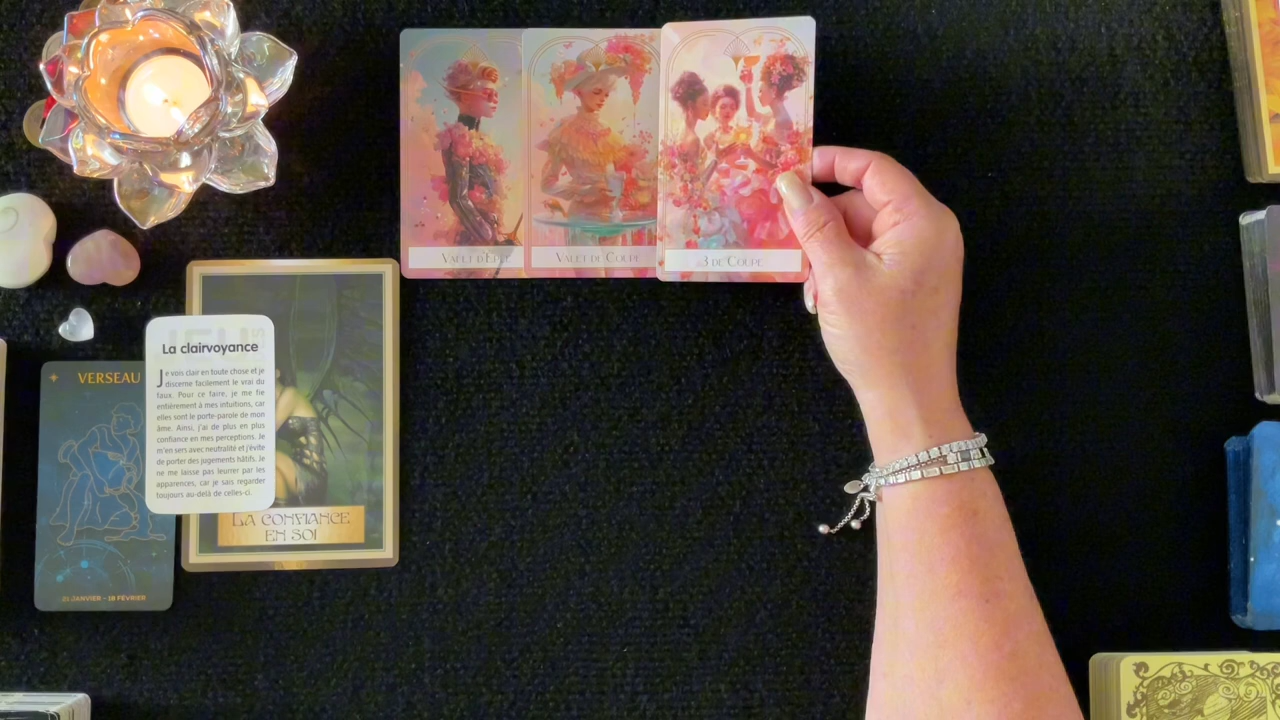 VALET D'ÉPÉE
VALET DE COUPE
3 DE COUPE
La clairvoyance
Je vois clair en toute chose et je
discerne facilement le vrai du
faux. Pour ce faire, je me fie
entièrement à mes intuitions, car
elles sont le porte-parole de mon
âme. Ainsi, j'ai de plus en plus
confiance en mes perceptions. Je
m'en sers avec neutralité et j'évite
de porter des jugements hâtifs. Je
ne me laisse pas leurrer par les
apparences, car je sais regarder
toujours au-delà de celles-ci.
VERSEAU
21 JANVIER - 18 FÉVRIER
LA CONFIANCE
EN SOI